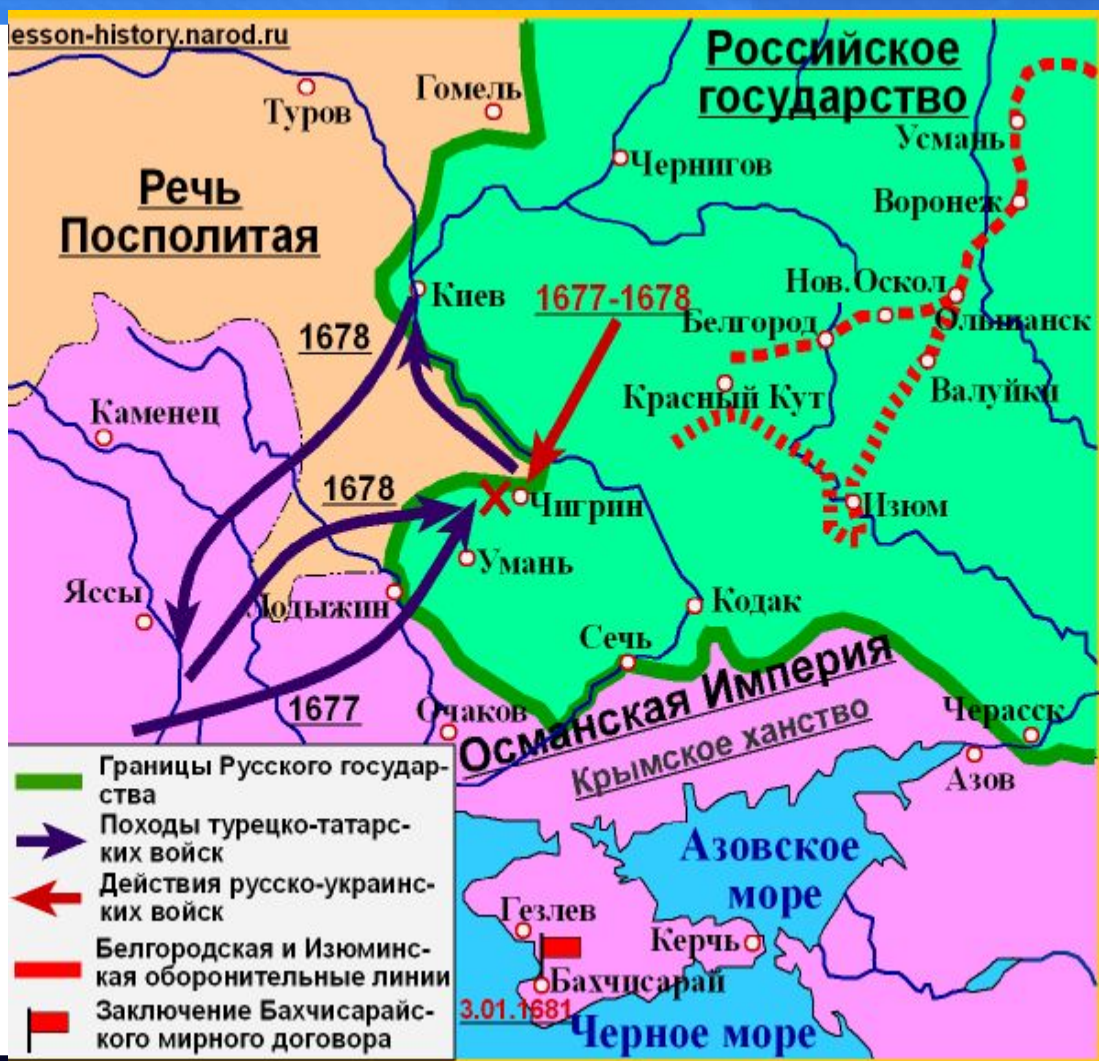 esson-history.narod.ru
Российское
государство
Гомель
Туров
Усмань
Чернигов
Речь
Посполитая
Воронеж
Нов.Оскол
Киев
1677-1678
Белгород
Ольшанск
1678
Красный Кут
Валуйки
Каменец
1678
Чигрин
Изюм
Умань
Яссы
Лодыжин
Кодак
Сечь
1677
Очаков
Османская Империя
Крымское ханство
Черасск
Азов
Границы Русского государ-
ства
Походы турецко-татарс-
ких войск
Действия русско-украинс-
ких войск
Белгородская и Изюминс-
кая оборонительные линии
Заключение Бахчисарайс-
кого мирного договора
Азовское
море
Гезлев
Керчь
Бахчисарай
3.01.1681
Черное море